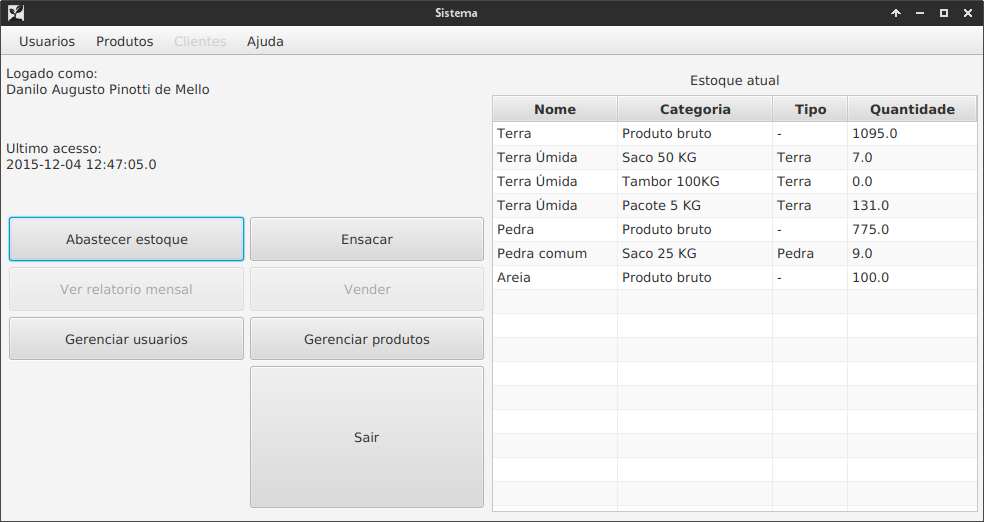 Sistema
Usuarios Produtos Clientes Ajuda
Logado como:
Danilo Augusto Pinotti de Mello
Ultimo acesso:
2015-12-04 12:47:05.0
Abastecer estoque Ensacar
Ver relatorio mensal Vender
Gerenciar usuarios Gerenciar produtos
Sair
Estoque atual
Nome Categoria Tipo Quantidade
Terra Produto bruto - 1095.0
Terra Úmida Saco 50 KG Terra 7.0
Terra Úmida Tambor 100KG Terra 0.0
Terra Úmida Pacote 5 KG Terra 131.0
Pedra Produto bruto - 775.0
Pedra comum Saco 25 KG Pedra 9.0
Areia Produto bruto - 100.0